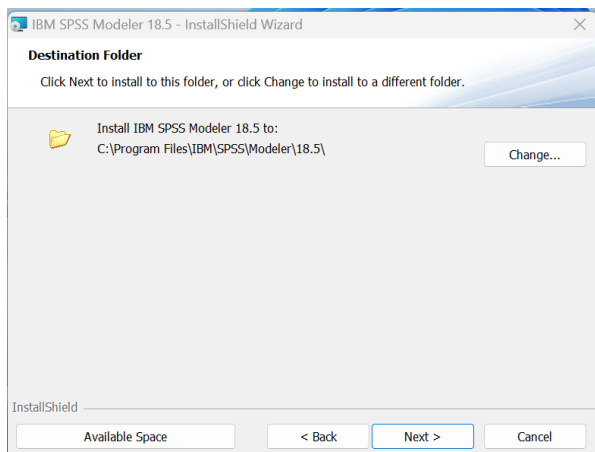 IBM SPSS Modeler 18.5 - InstallShield Wizard
Destination Folder
Click Next to install to this folder, or click Change to install to a different folder.
Install IBM SPSS Modeler 18.5 to:
C:\Program Files\IBM\SPSS\Modeler\18.5\
Change...
InstallShield
Available Space
< Back
Next >
Cancel